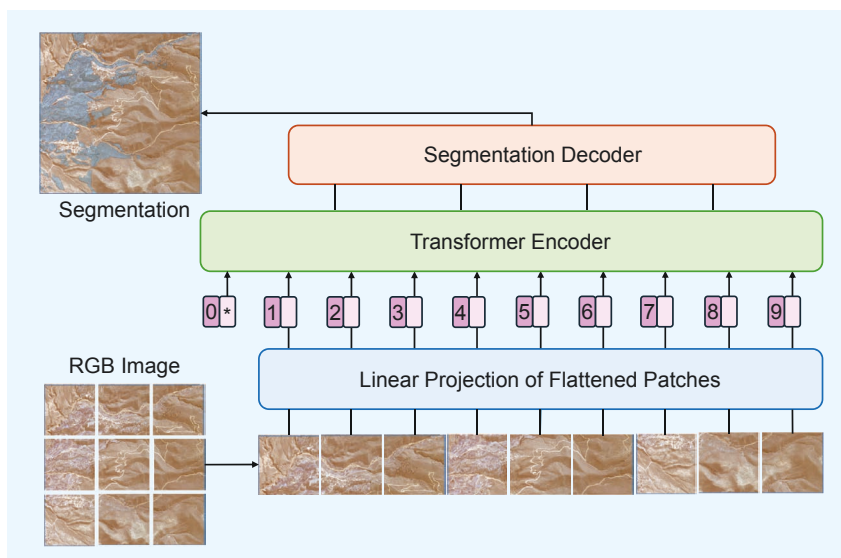 Segmentation Decoder
Segmentation
Transformer Encoder
0 * 1 2 3 4 5 6 7 8 9
RGB Image
Linear Projection of Flattened Patches